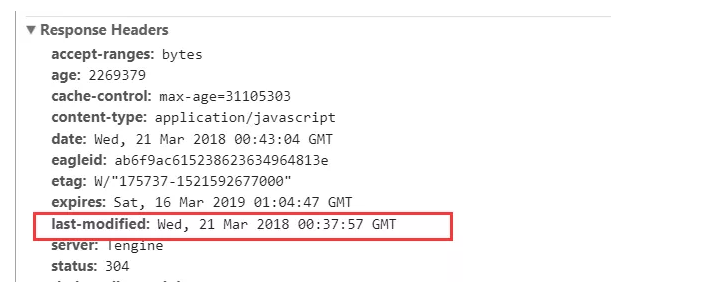 Response Headers
accept-ranges: bytes
age: 2269379
cache-control: max-age=31105303
content-type: application/javascript
date: Wed, 21 Mar 2018 00:43:04 GMT
eagleid: ab6f9ac615238623634964813e
etag: W/"175737-1521592677000"
expires: Sat, 16 Mar 2019 01:04:47 GMT
last-modified: Wed, 21 Mar 2018 00:37:57 GMT
server: Tengine
status: 304